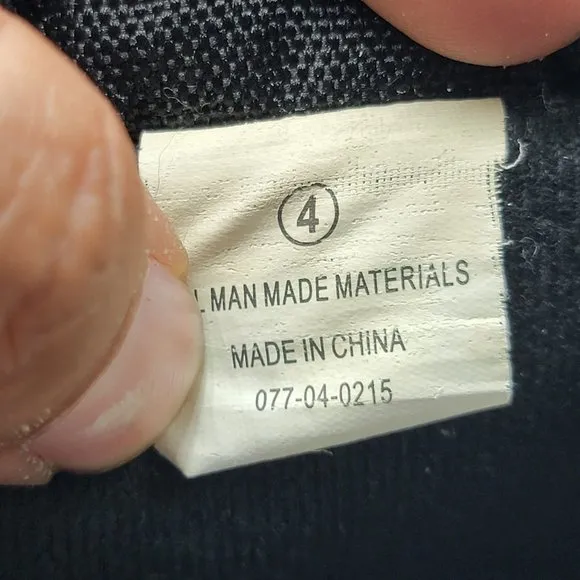 4
MAN MADE MATERIALS
MADE IN CHINA
077-04-0215